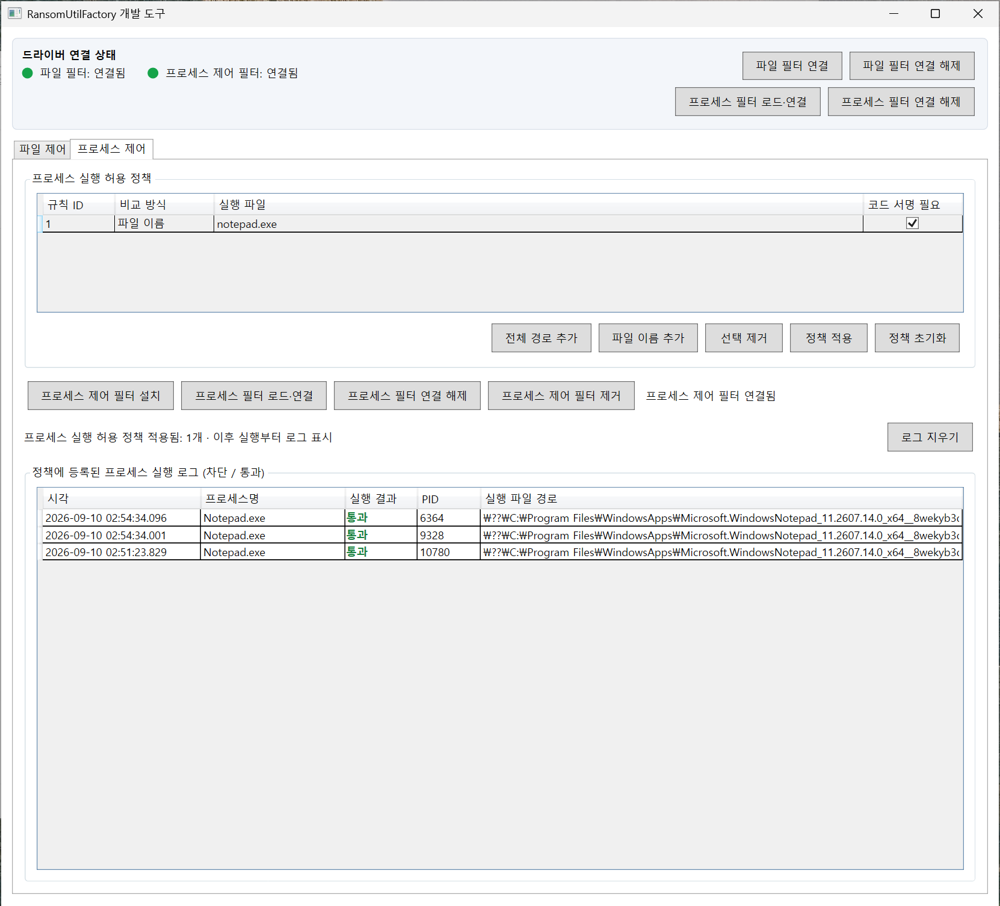 RansomUtilFactory 개발 도구
드라이버 연결 상태
파일 필터: 연결됨 프로세스 제어 필터: 연결됨
파일 필터 연결 파일 필터 연결 해제
프로세스 필터 로드·연결 프로세스 필터 연결 해제
파일 제어 프로세스 제어
프로세스 실행 허용 정책
규칙 ID 비교 방식 실행 파일 코드 서명 필요
1 파일 이름 notepad.exe
전체 경로 추가 파일 이름 추가 선택 제거 정책 적용 정책 초기화
프로세스 제어 필터 설치 프로세스 필터 로드·연결 프로세스 필터 연결 해제 프로세스 제어 필터 제거 프로세스 제어 필터 연결됨
프로세스 실행 허용 정책 적용됨: 1개 · 이후 실행부터 로그 표시 로그 지우기
정책에 등록된 프로세스 실행 로그 (차단 / 통과)
시각 프로세스명 실행 결과 PID 실행 파일 경로
2026-09-10 02:54:34.096 Notepad.exe 통과 6364 ₩??₩C:₩Program Files₩WindowsApps₩Microsoft.WindowsNotepad_11.2607.14.0_x64__8wekyb3d
2026-09-10 02:54:34.001 Notepad.exe 통과 9328 ₩??₩C:₩Program Files₩WindowsApps₩Microsoft.WindowsNotepad_11.2607.14.0_x64__8wekyb3d
2026-09-10 02:51:23.829 Notepad.exe 통과 10780 ₩??₩C:₩Program Files₩WindowsApps₩Microsoft.WindowsNotepad_11.2607.14.0_x64__8wekyb3d